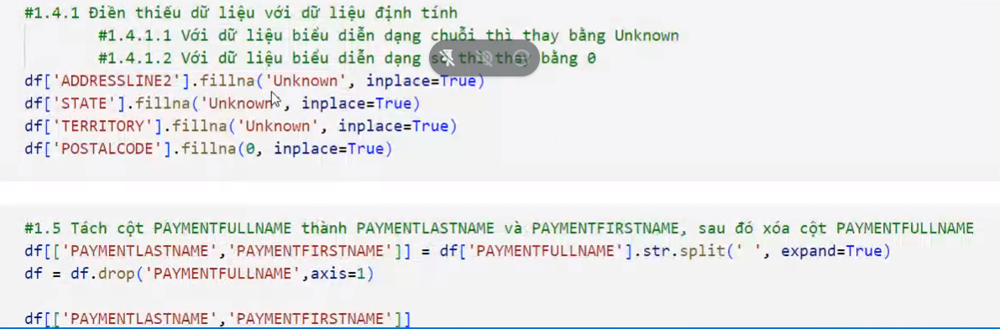 #1.4.1 Điền thiếu dữ liệu với dữ liệu định tính
#1.4.1.1 Với dữ liệu biểu diễn dạng chuỗi thì thay bằng Unknown
#1.4.1.2 Với dữ liệu biểu diễn dạng số thì thay bằng 0
df['ADDRESSLINE2'].fillna('Unknown', inplace=True)
df['STATE'].fillna('Unknown', inplace=True)
df['TERRITORY'].fillna('Unknown', inplace=True)
df['POSTALCODE'].fillna(0, inplace=True)
#1.5 Tách cột PAYMENTFULLNAME thành PAYMENTLASTNAME và PAYMENTFIRSTNAME, sau đó xóa cột PAYMENTFULLNAME
df[['PAYMENTLASTNAME','PAYMENTFIRSTNAME']] = df['PAYMENTFULLNAME'].str.split(' ', expand=True)
df = df.drop('PAYMENTFULLNAME',axis=1)
df[['PAYMENTLASTNAME','PAYMENTFIRSTNAME']]